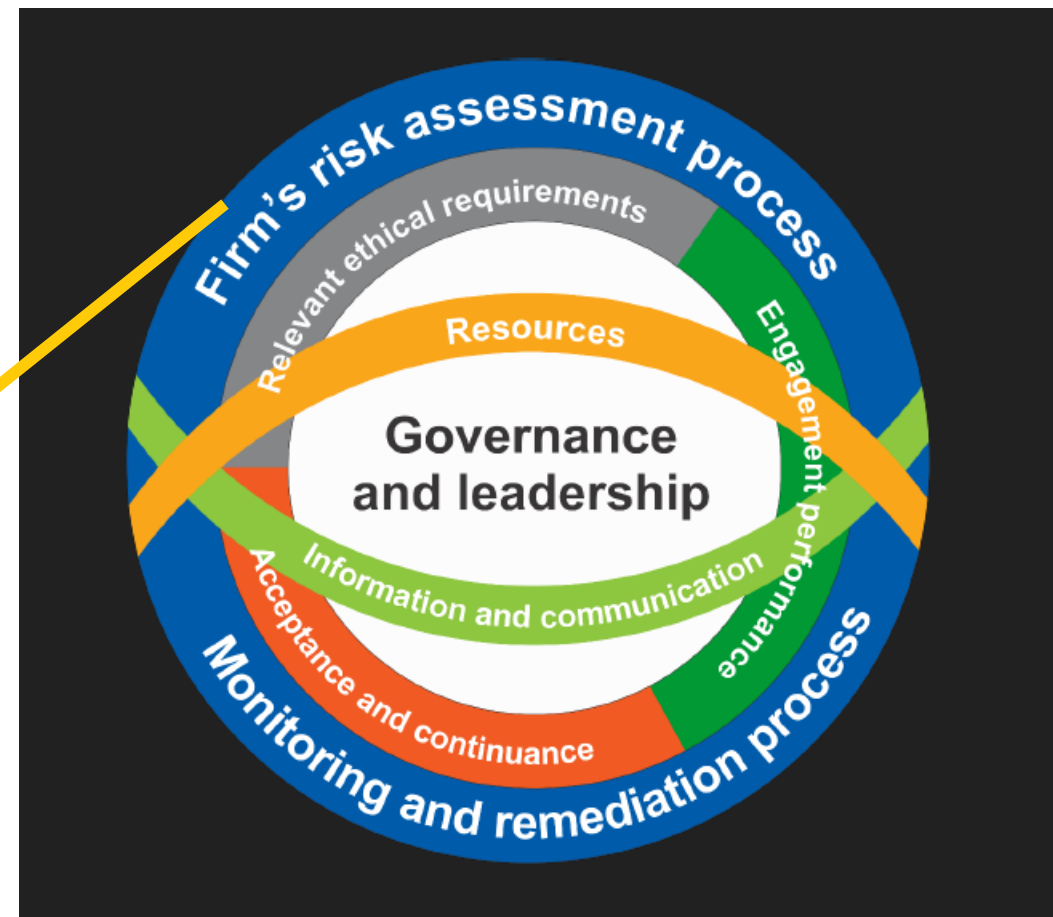 Firm’s risk assessment process
Relevant ethical requirements
Engagement performance
Resources
Governance
and leadership
Information and communication
Acceptance and continuance
Monitoring and remediation process